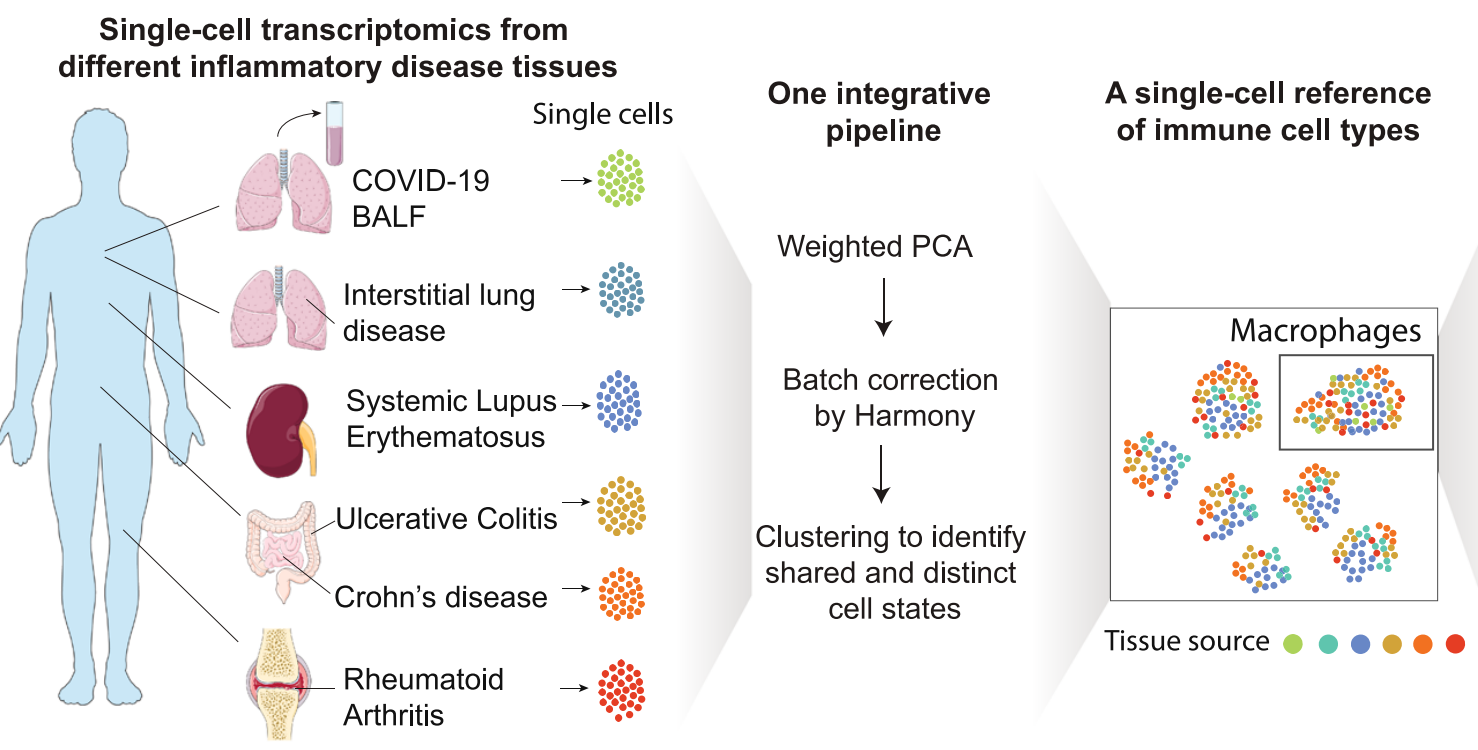 Single-cell transcriptomics from
different inflammatory disease tissues
Single cells
COVID-19
BALF
Interstitial lung
disease
Systemic Lupus
Erythematosus
Ulcerative Colitis
Crohn’s disease
Rheumatoid
Arthritis
One integrative
pipeline
Weighted PCA
Batch correction
by Harmony
Clustering to identify
shared and distinct
cell states
A single-cell reference
of immune cell types
Macrophages
Tissue source